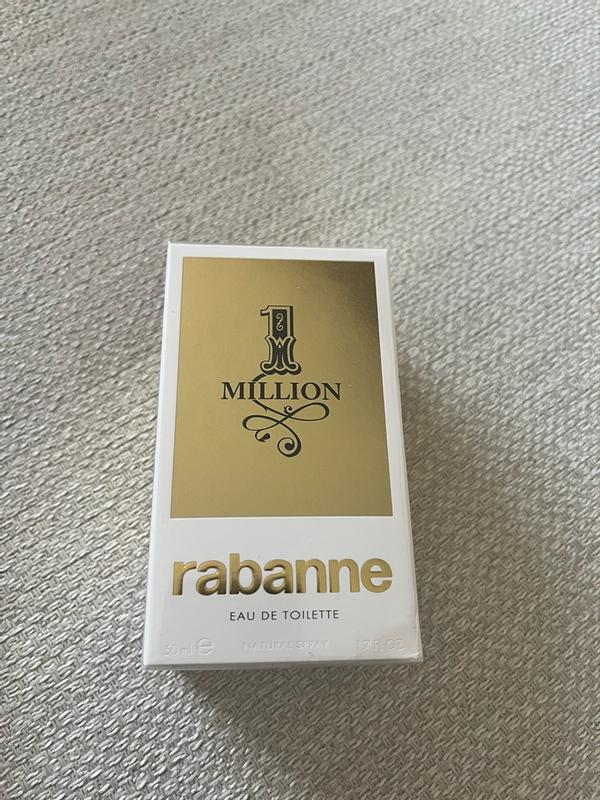 1
MILLION
rabanne
EAU DE TOILETTE
50 ml e NATURAL SPRAY 1.7 FL.OZ.